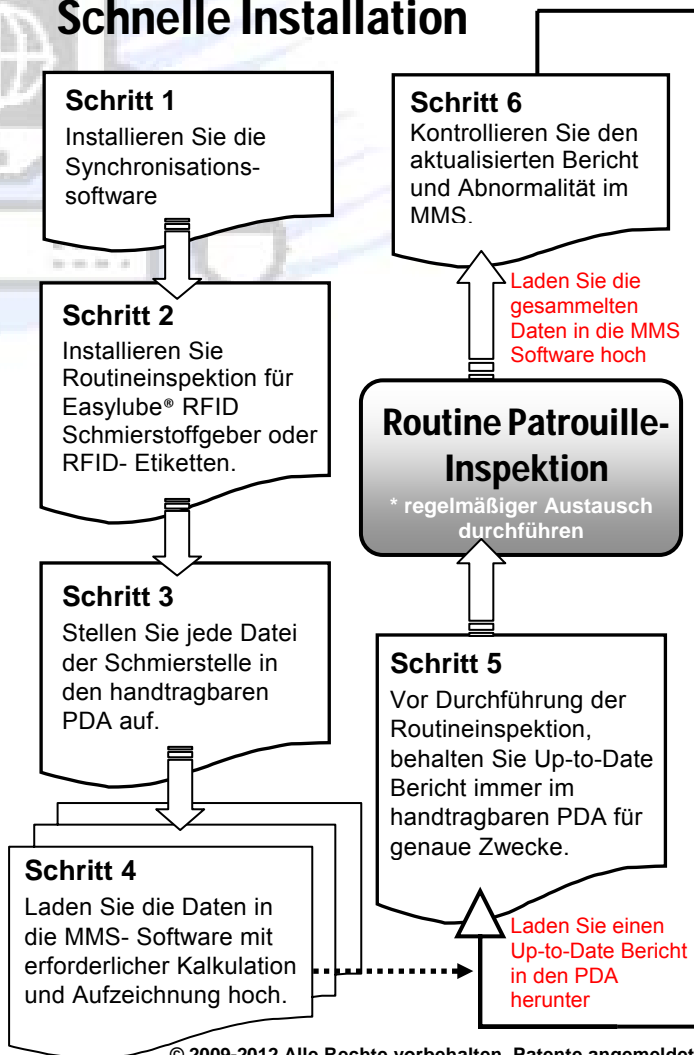 Schnelle Installation
Schritt 1
Installieren Sie die
Synchronisations-
software
Schritt 2
Installieren Sie
Routineinspektion für
Easylube® RFID
Schmierstoffgeber oder
RFID- Etiketten.
Schritt 3
Stellen Sie jede Datei
der Schmierstelle in
den handtragbaren
PDA auf.
Schritt 4
Laden Sie die Daten in
die MMS- Software mit
erforderlicher Kalkulation
und Aufzeichnung hoch.
Schritt 6
Kontrollieren Sie den
aktualisierten Bericht
und Abnormalität im
MMS.
Laden Sie die
gesammelten
Daten in die MMS
Software hoch
Routine Patrouille-
Inspektion
* regelmäßiger Austausch
durchführen
Schritt 5
Vor Durchführung der
Routineinspektion,
behalten Sie Up-to-Date
Bericht immer im
handtragbaren PDA für
genaue Zwecke.
Laden Sie einen
Up-to-Date Bericht
in den PDA
herunter
© 2009-2012 Alle Rechte vorbehalten. Patente angemeldet